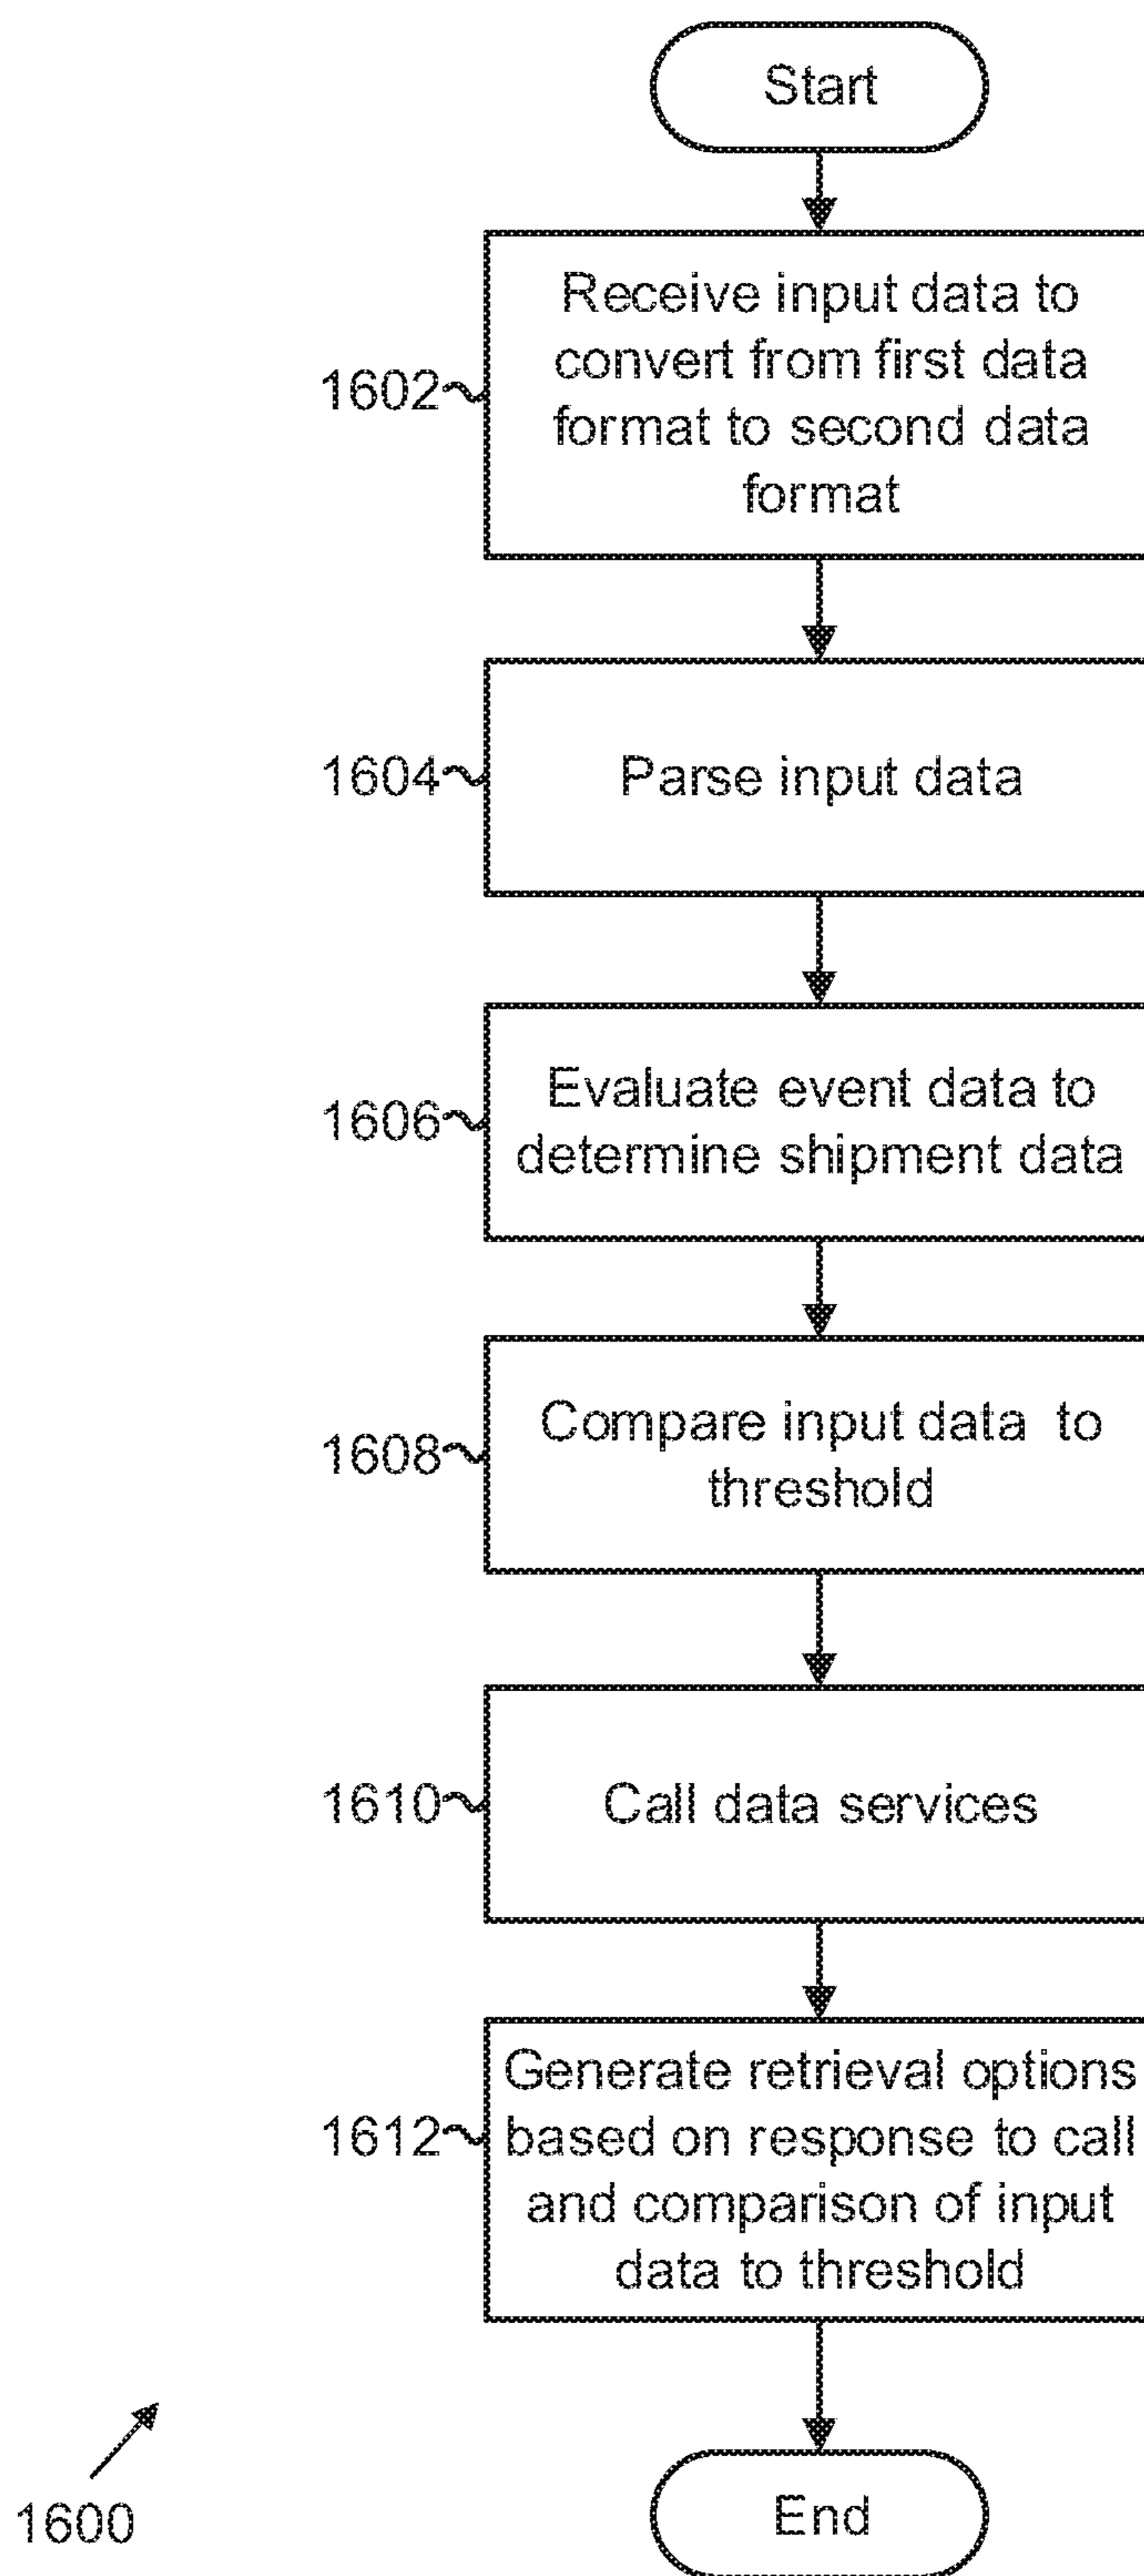 Start
Receive input data to
convert from first data
format to second data
format
1602
Parse input data
1604
Evaluate event data to
determine shipment data
1606
Compare input data to
threshold
1608
Call data services
1610
Generate retrieval options
based on response to call
and comparison of input
data to threshold
1612
End
1600